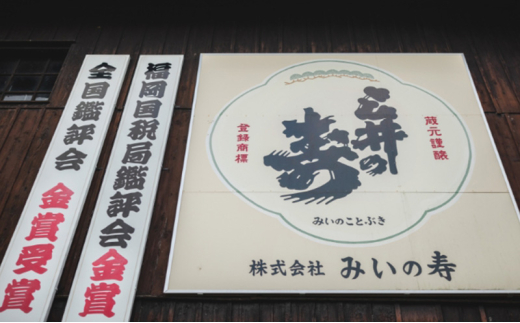 全国鑑評会 金賞受賞
福岡国税局鑑評会 金賞
三井の
寿
蔵元謹醸
登録商標
みいのことぶき
株式会社 みいの寿